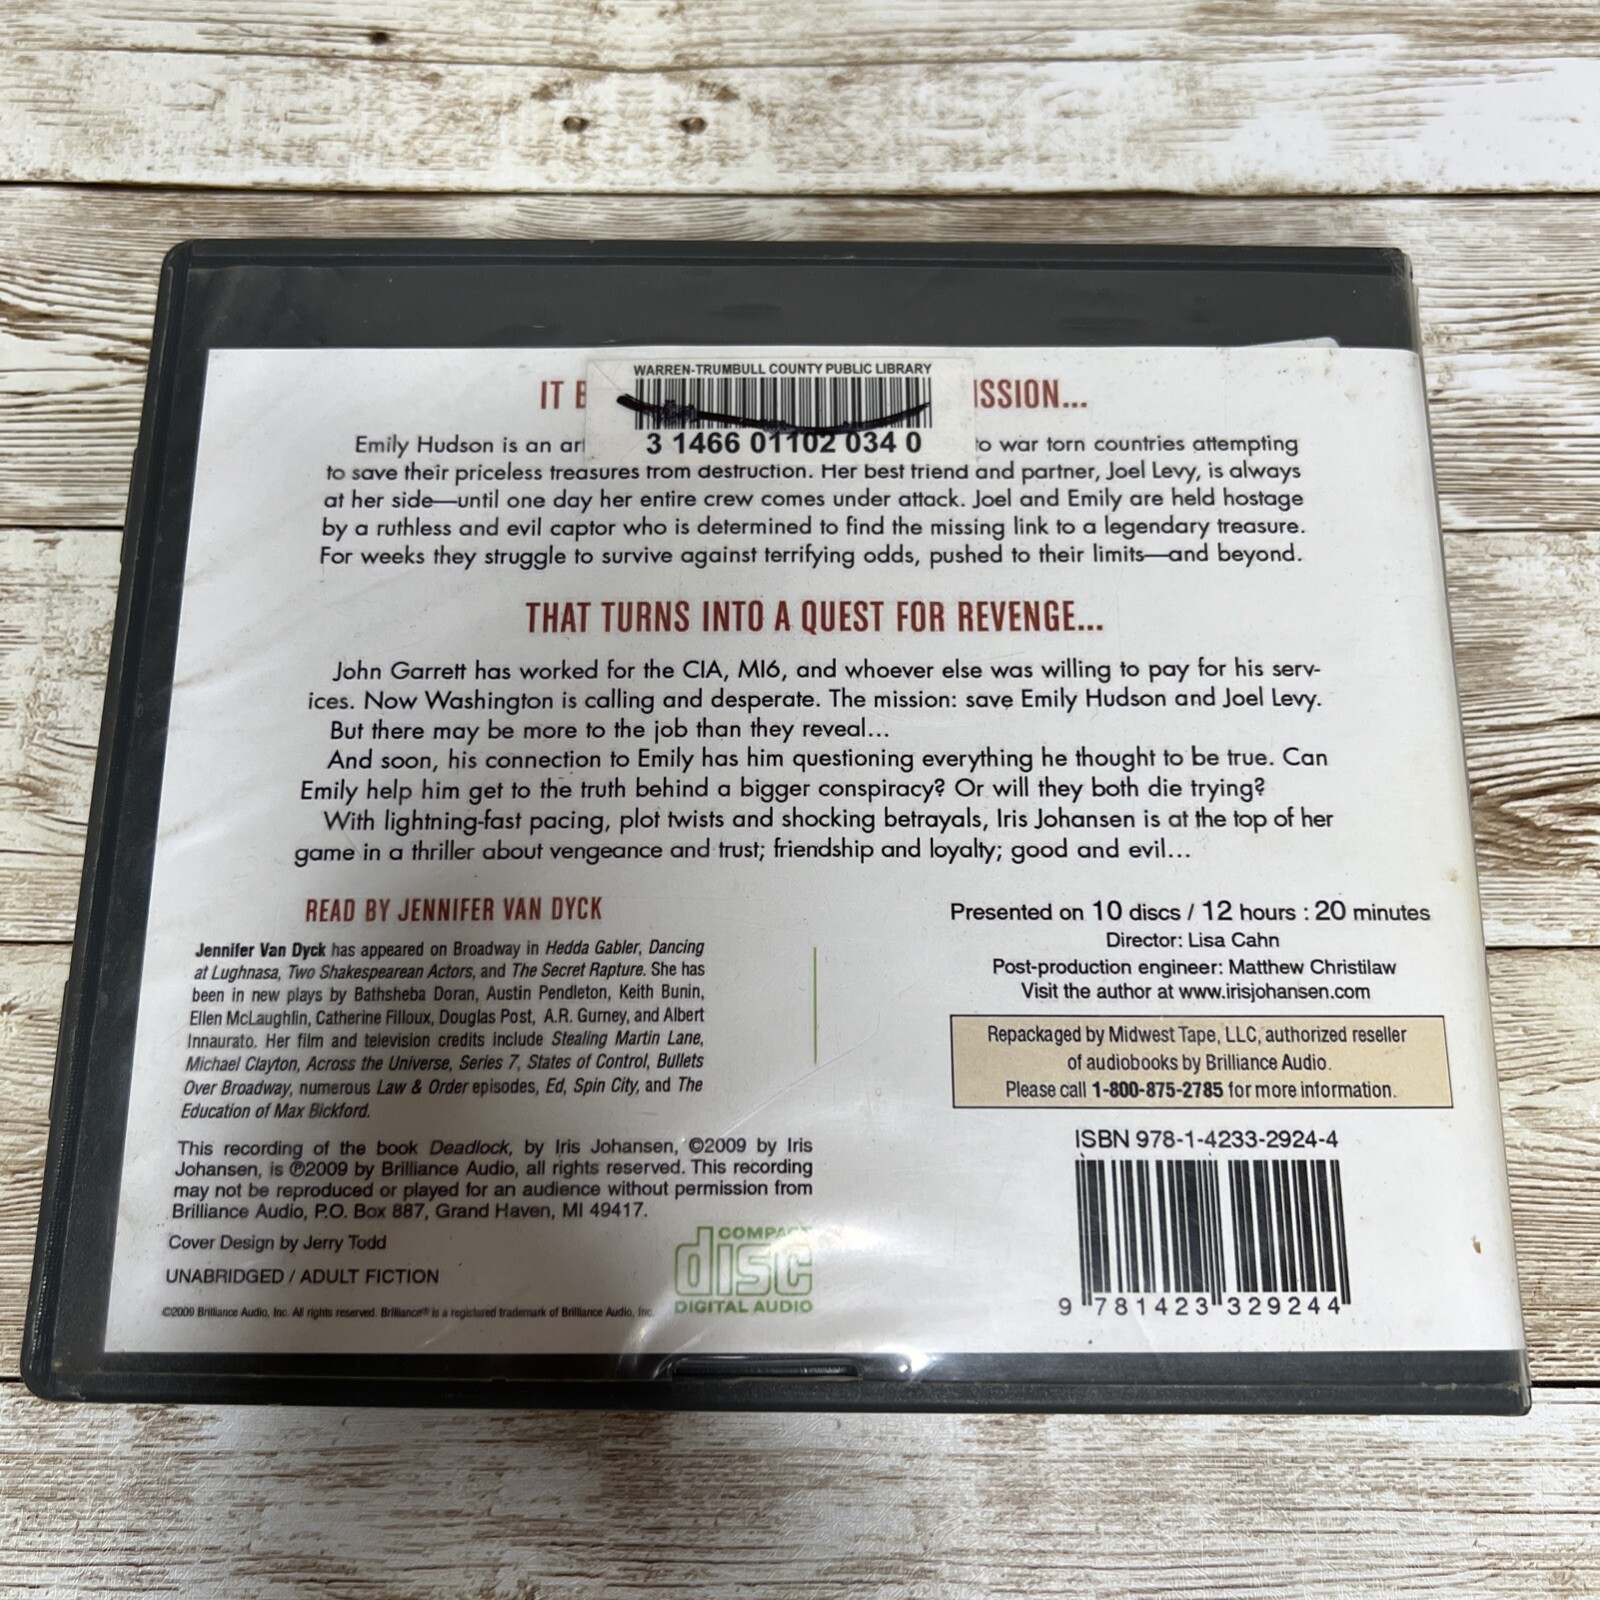 WARREN-TRUMBULL COUNTY PUBLIC LIBRARY
3 1466 01102 034 0
IT B
ISSION...
Emily Hudson is an
to war torn countries attempting
to save their priceless treasures from destruction. Her best friend and partner, Joel Levy, is always
at her side—until one day her entire crew comes under attack. Joel and Emily are held hostage
by a ruthless and evil captor who is determined to find the missing link to a legendary treasure.
For weeks they struggle to survive against terrifying odds, pushed to their limits—and beyond.
THAT TURNS INTO A QUEST FOR REVENGE...
John Garrett has worked for the CIA, MI6, and whoever else was willing to pay for his serv-
ices. Now Washington is calling and desperate. The mission: save Emily Hudson and Joel Levy.
But there may be more to the job than they reveal...
And soon, his connection to Emily has him questioning everything he thought to be true. Can
Emily help him get to the truth behind a bigger conspiracy? Or will they both die trying?
With lightning-fast pacing, plot twists and shocking betrayals, Iris Johansen is at the top of her
game in a thriller about vengeance and trust; friendship and loyalty; good and evil...
READ BY JENNIFER VAN DYCK
Jennifer Van Dyck has appeared on Broadway in Hedda Gabler, Dancing
at Lughnasa, Two Shakespearean Actors, and The Secret Rapture. She has
been in new plays by Bathsheba Doran, Austin Pendleton, Keith Bunin,
Ellen McLaughlin, Catherine Filloux, Douglas Post, A.R. Gurney, and Albert
Innaurato. Her film and television credits include Stealing Martin Lane,
Michael Clayton, Across the Universe, Series 7, States of Control, Bullets
Over Broadway, numerous Law & Order episodes, Ed, Spin City, and The
Education of Max Bickford.
This recording of the book Deadlock, by Iris Johansen, ©2009 by Iris
Johansen, is ℗2009 by Brilliance Audio, all rights reserved. This recording
may not be reproduced or played for an audience without permission from
Brilliance Audio, P.O. Box 887, Grand Haven, MI 49417.
Cover Design by Jerry Todd
UNABRIDGED / ADULT FICTION
©2009 Brilliance Audio, Inc. All rights reserved. Brilliance® is a registered trademark of Brilliance Audio, Inc.
COMPACT
disc
DIGITAL AUDIO
Presented on 10 discs / 12 hours : 20 minutes
Director: Lisa Cahn
Post-production engineer: Matthew Christilaw
Visit the author at www.irisjohansen.com
Repackaged by Midwest Tape, LLC, authorized reseller
of audiobooks by Brilliance Audio.
Please call 1-800-875-2785 for more information.
ISBN 978-1-4233-2924-4
9 781423 329244